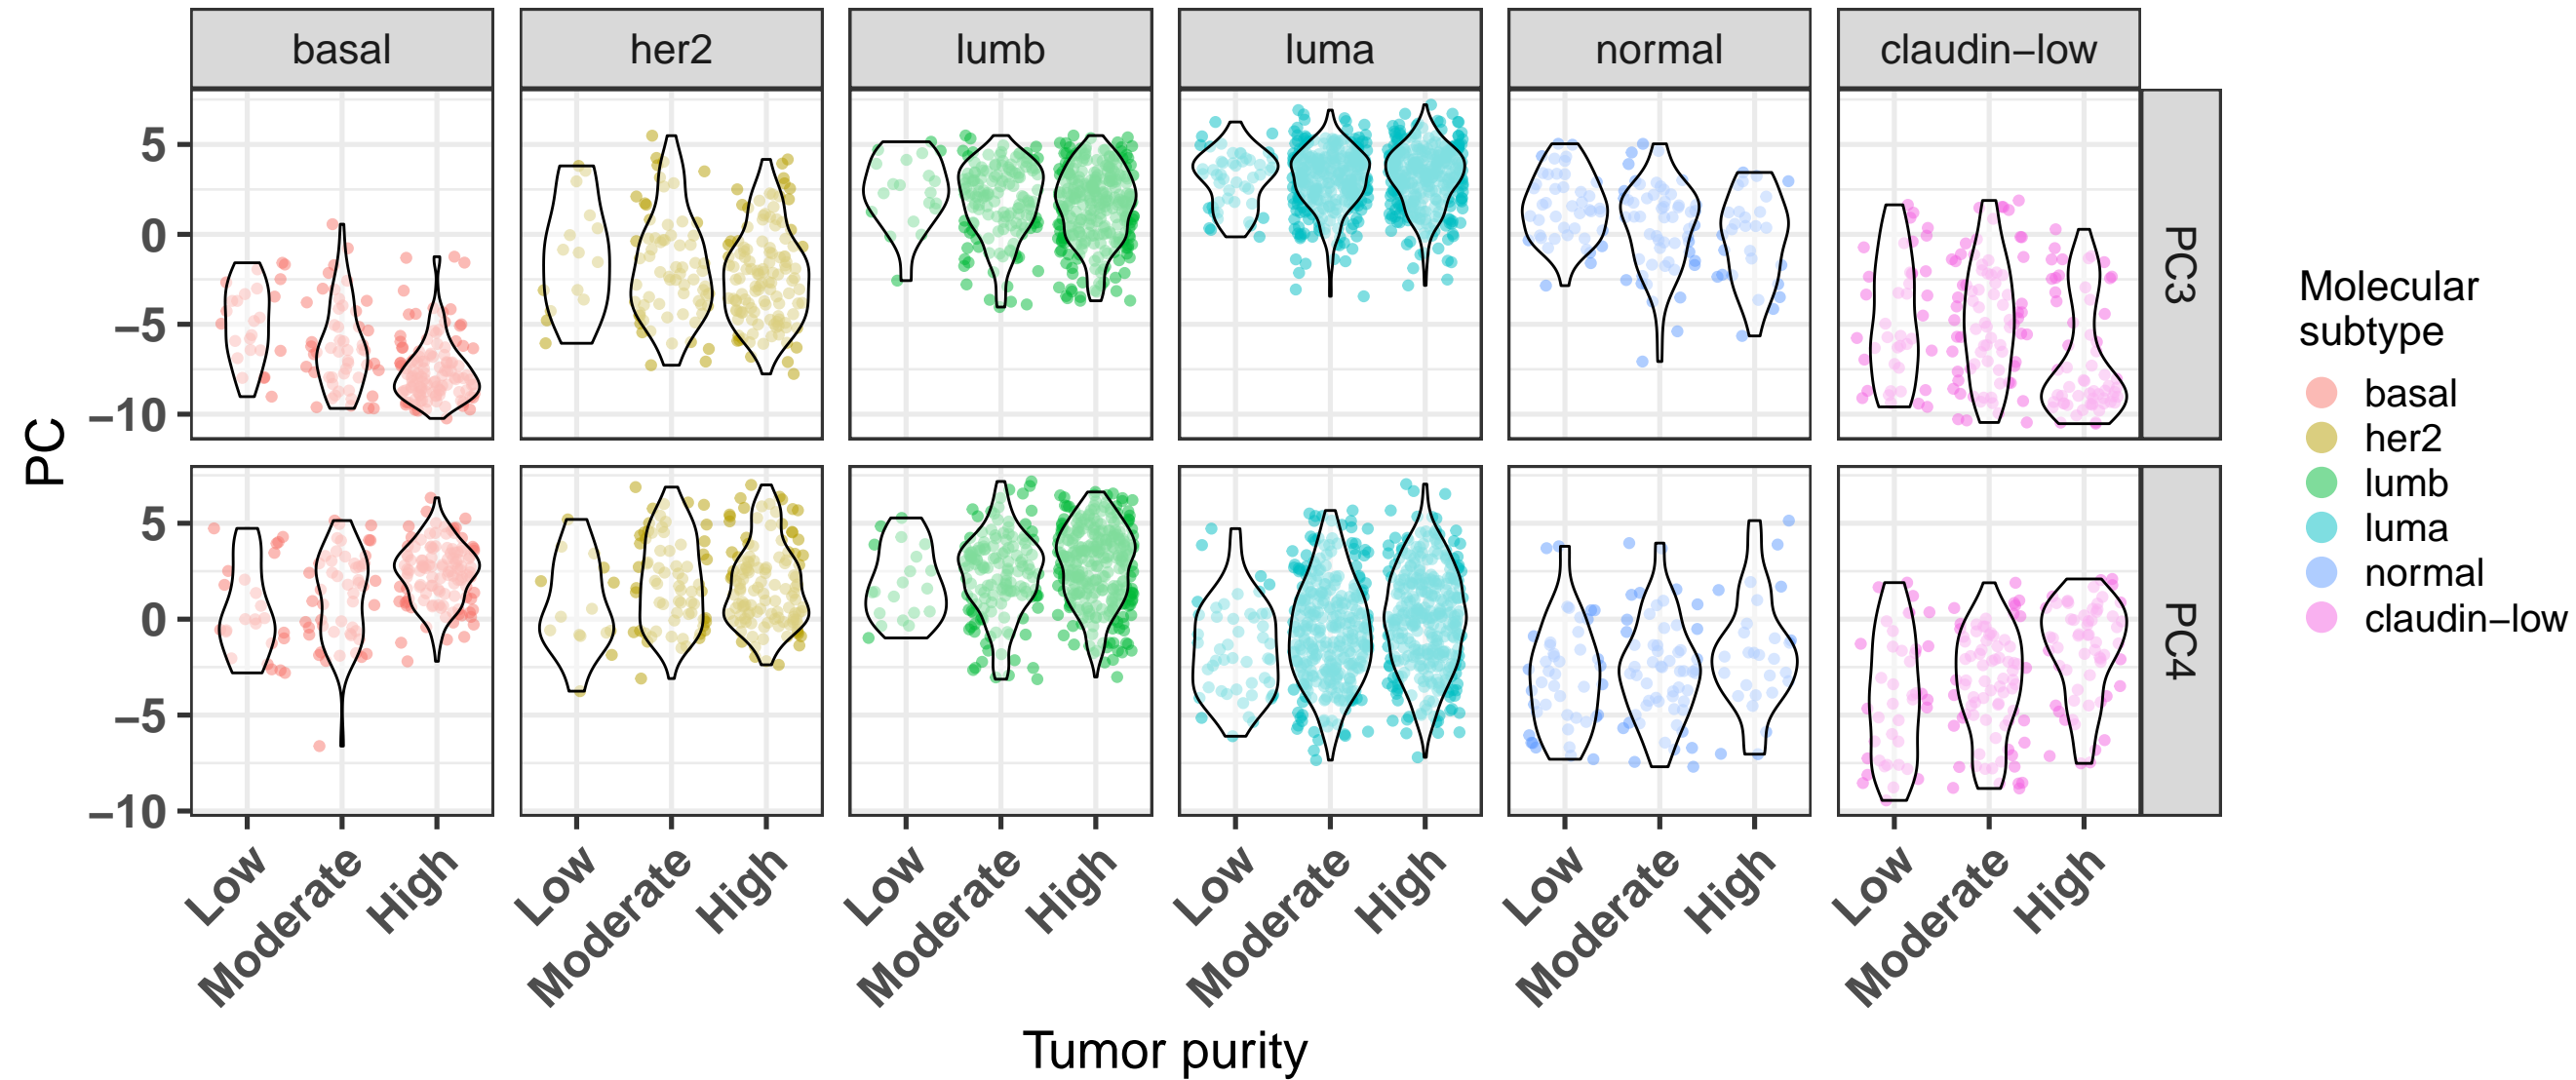 basal her2 lumb luma normal claudin−low
5
0
−5
−10
PC3
PC
5
0
−5
−10
PC4
Low Moderate High Low Moderate High Low Moderate High Low Moderate High Low Moderate High Low Moderate High
Tumor purity
Molecular
subtype
basal
her2
lumb
luma
normal
claudin−low